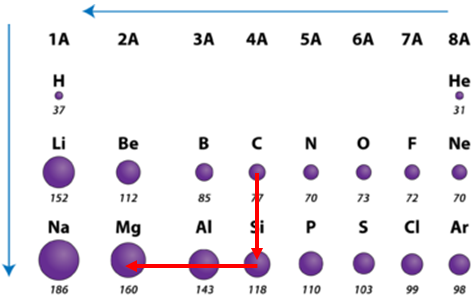 1A 2A 3A 4A 5A 6A 7A 8A
H He
37 31
Li Be B C N O F Ne
152 112 85 77 70 73 72 70
Na Mg Al Si P S Cl Ar
186 160 143 118 110 103 99 98